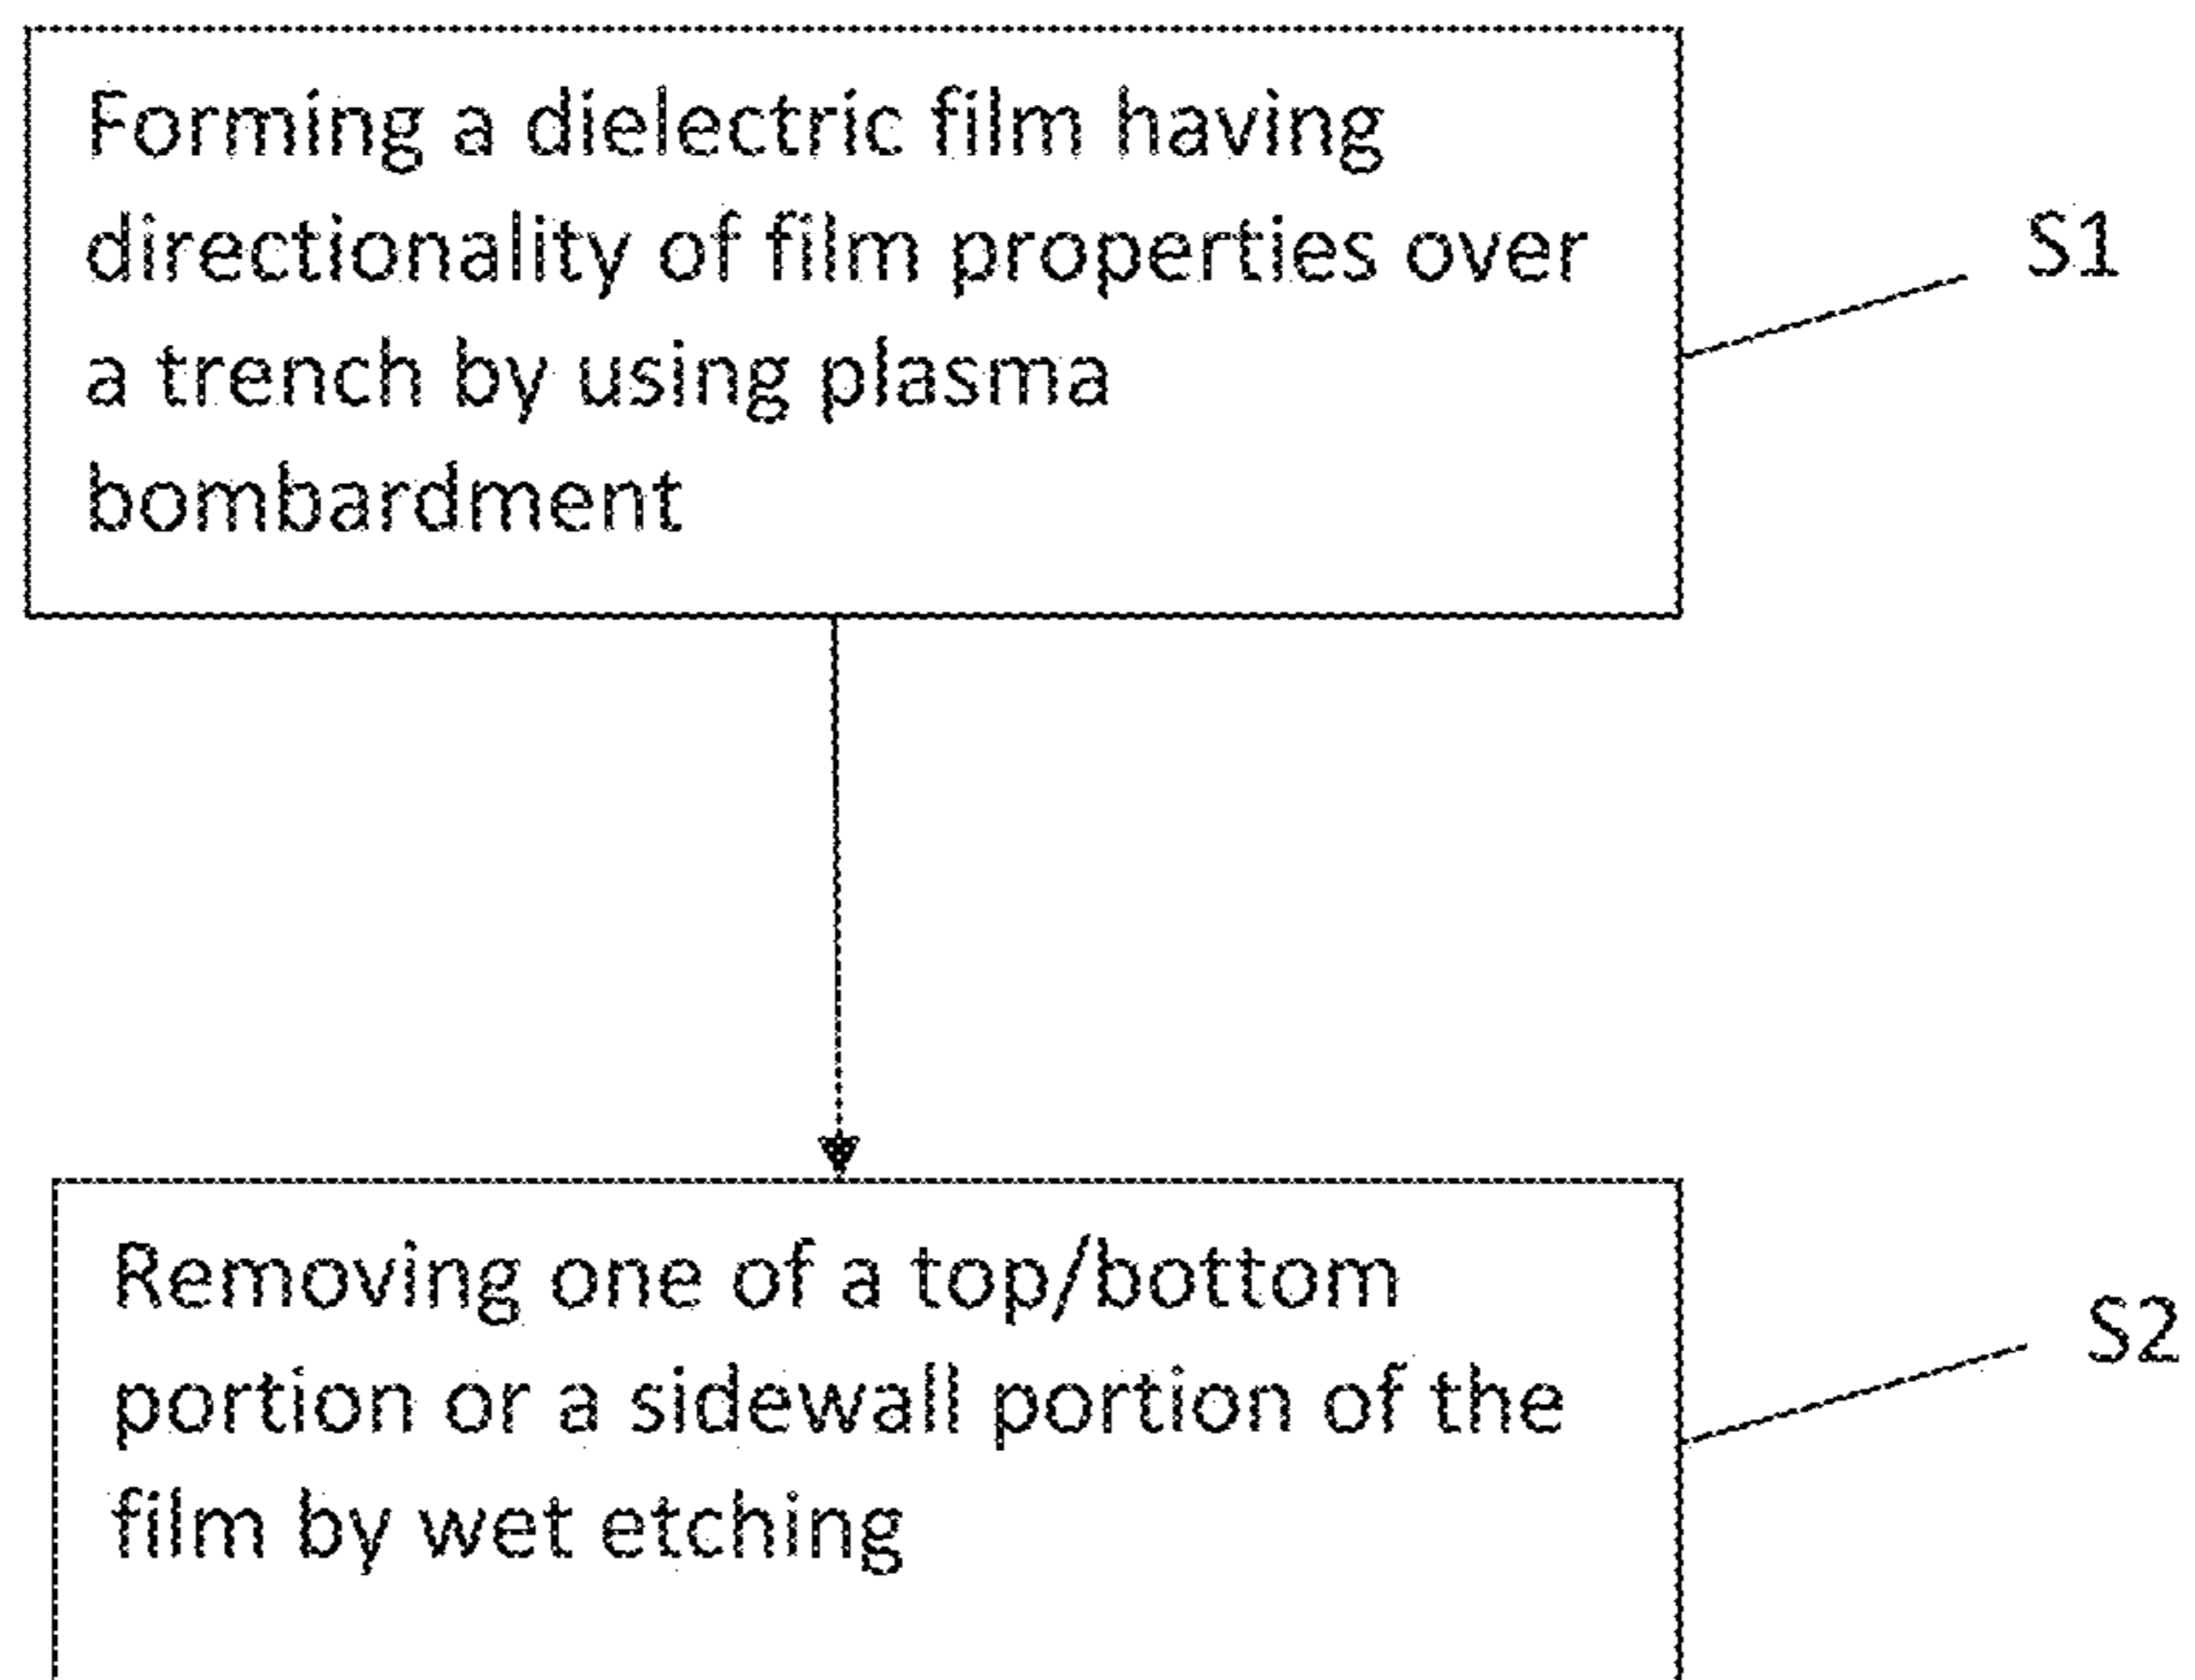 Forming a dielectric film having
directionality of film properties over
a trench by using plasma
bombardment
S1
Removing one of a top/bottom
portion or a sidewall portion of the
film by wet etching
S2